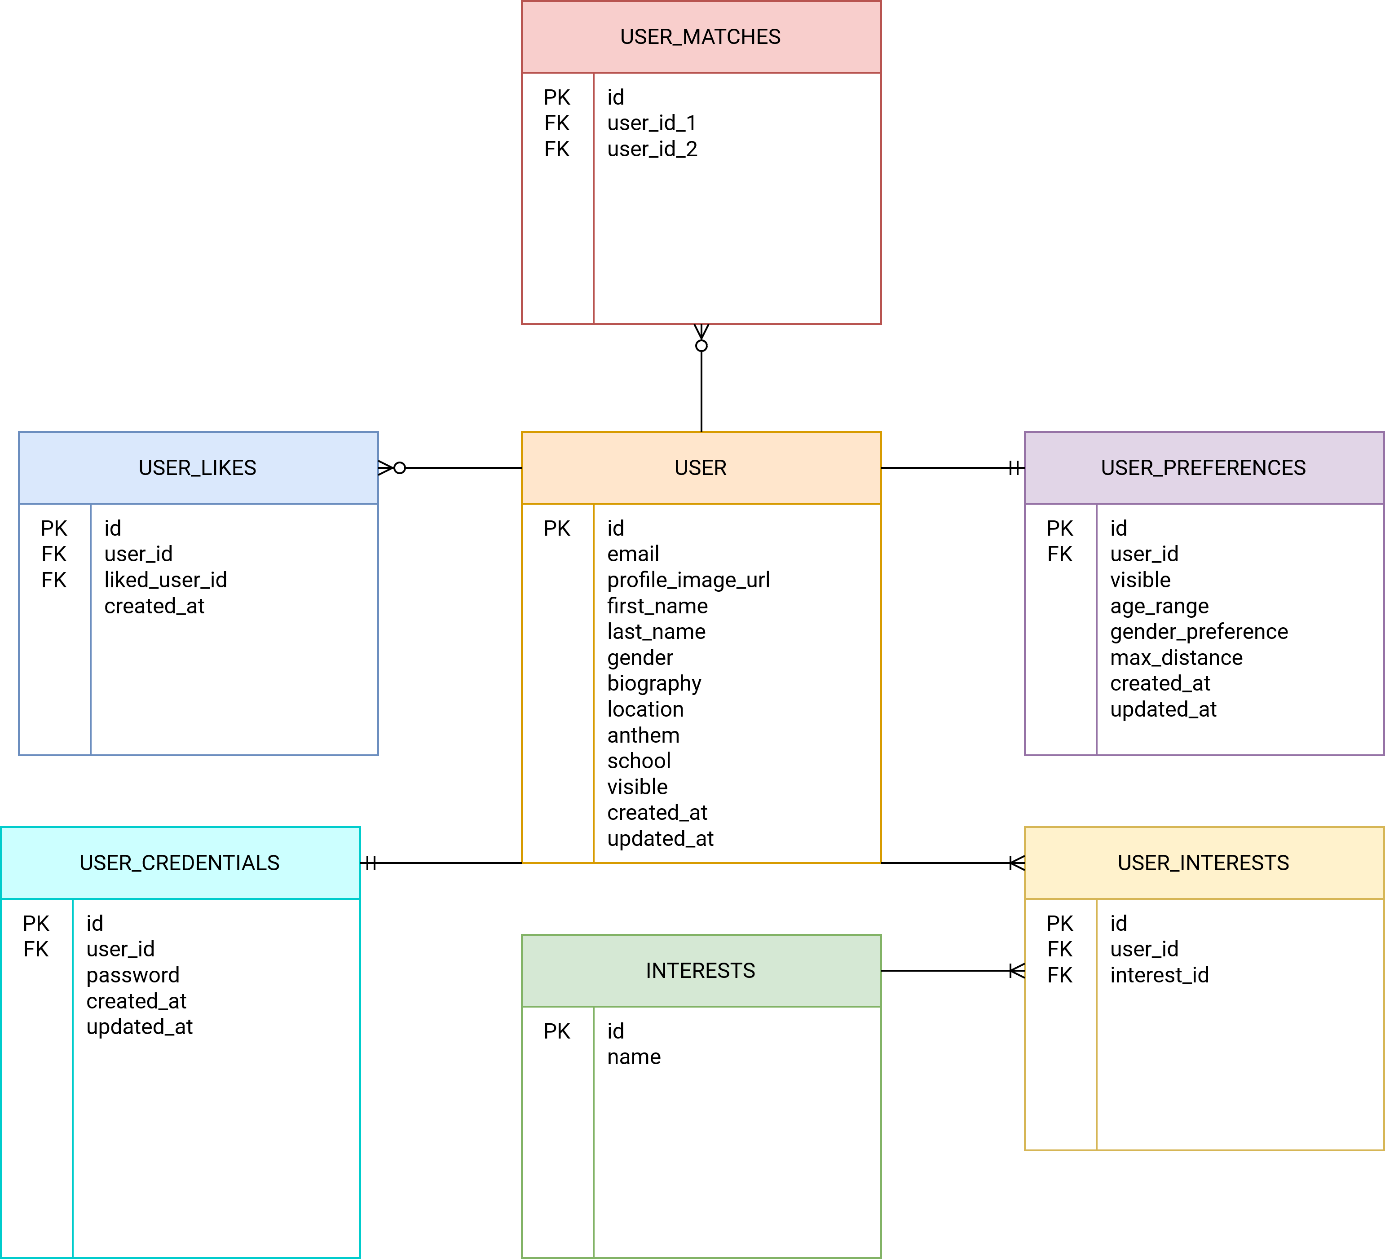 USER_MATCHES
PK id
FK user_id_1
FK user_id_2
USER_LIKES
PK id
FK user_id
FK liked_user_id
created_at
USER
PK id
email
profile_image_url
first_name
last_name
gender
biography
location
anthem
school
visible
created_at
updated_at
USER_PREFERENCES
PK id
FK user_id
visible
age_range
gender_preference
max_distance
created_at
updated_at
USER_CREDENTIALS
PK id
FK user_id
password
created_at
updated_at
INTERESTS
PK id
name
USER_INTERESTS
PK id
FK user_id
FK interest_id